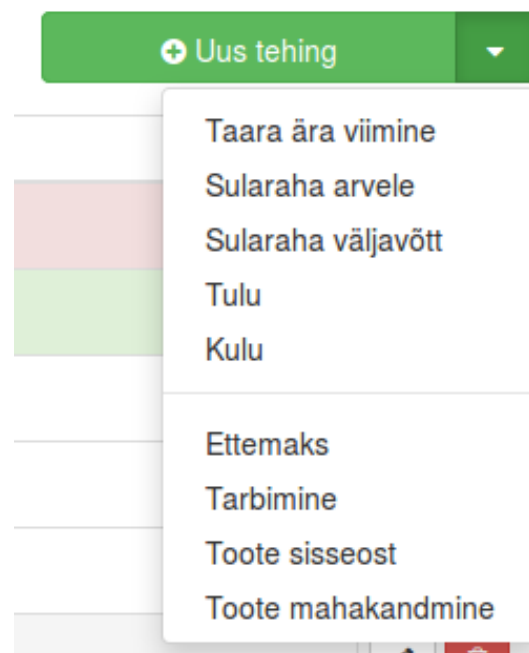 Uus tehing
Taara ära viimine
Sularaha arvele
Sularaha väljavõtt
Tulu
Kulu
Ettemaks
Tarbimine
Toote sisseost
Toote mahakandmine